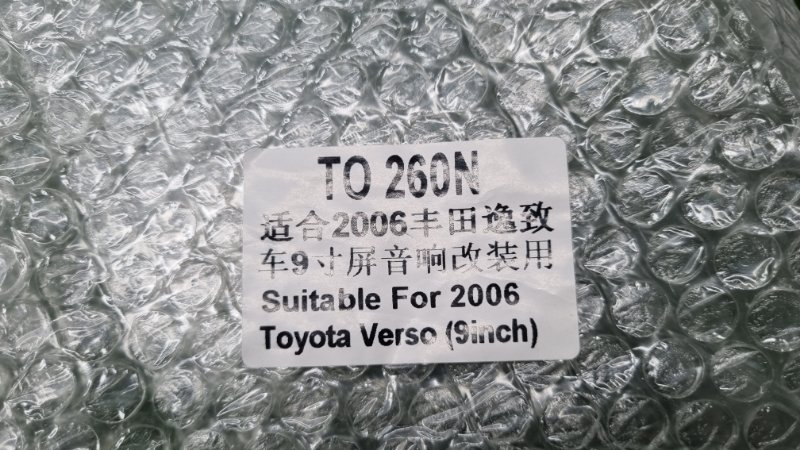 TO 260N
适合2006丰田逸致
车9寸屏音响改装用
Suitable For 2006
Toyota Verso (9inch)